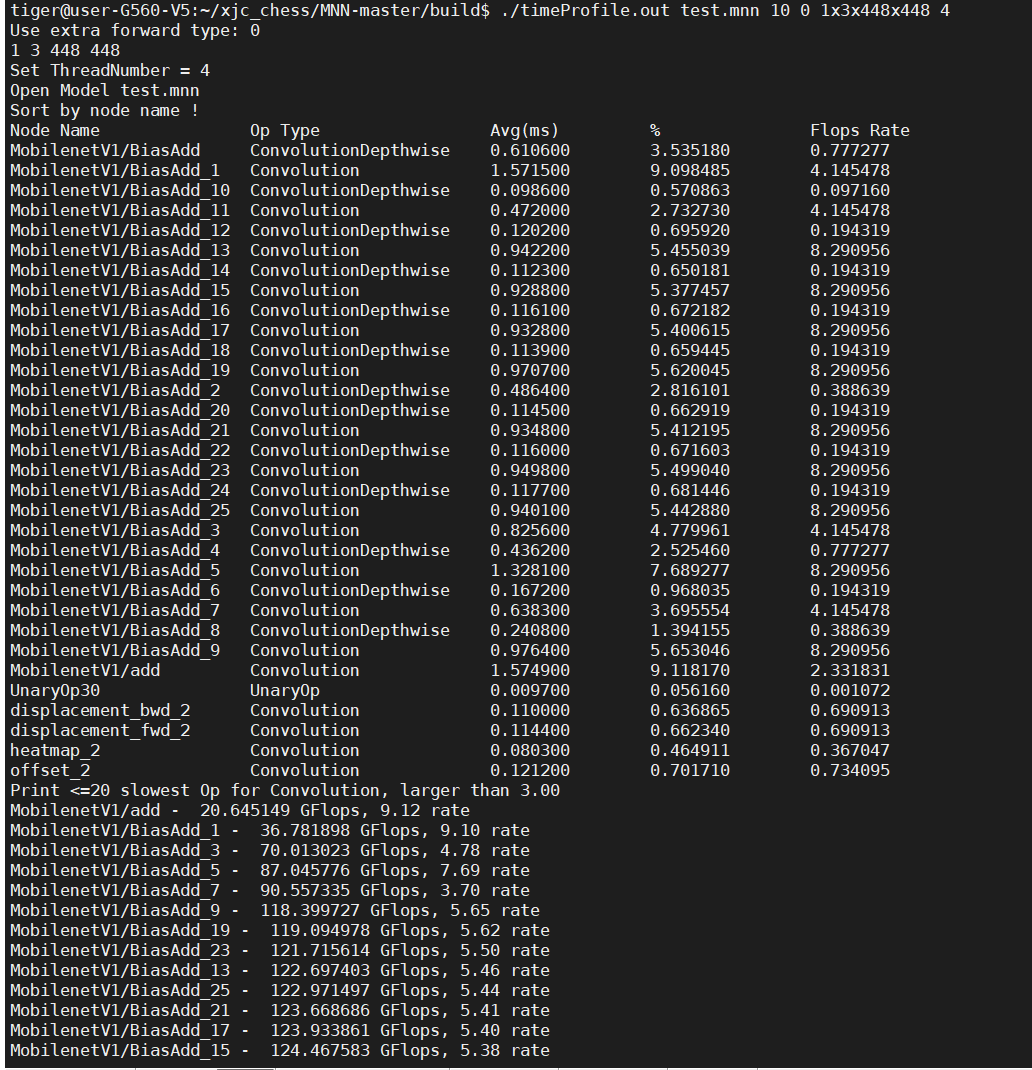 tiger@user-G560-V5:~/xjc_chess/MNN-master/build$ ./timeProfile.out test.mnn 10 0 1x3x448x448 4
Use extra forward type: 0
1 3 448 448
Set ThreadNumber = 4
Open Model test.mnn
Sort by node name !
Node Name               Op Type                 Avg(ms)         %               Flops Rate
MobilenetV1/BiasAdd     ConvolutionDepthwise    0.610600        3.535180        0.777277
MobilenetV1/BiasAdd_1   Convolution             1.571500        9.098485        4.145478
MobilenetV1/BiasAdd_10  ConvolutionDepthwise    0.098600        0.570863        0.097160
MobilenetV1/BiasAdd_11  Convolution             0.472000        2.732730        4.145478
MobilenetV1/BiasAdd_12  ConvolutionDepthwise    0.120200        0.695920        0.194319
MobilenetV1/BiasAdd_13  Convolution             0.942200        5.455039        8.290956
MobilenetV1/BiasAdd_14  ConvolutionDepthwise    0.112300        0.650181        0.194319
MobilenetV1/BiasAdd_15  Convolution             0.928800        5.377457        8.290956
MobilenetV1/BiasAdd_16  ConvolutionDepthwise    0.116100        0.672182        0.194319
MobilenetV1/BiasAdd_17  Convolution             0.932800        5.400615        8.290956
MobilenetV1/BiasAdd_18  ConvolutionDepthwise    0.113900        0.659445        0.194319
MobilenetV1/BiasAdd_19  Convolution             0.970700        5.620045        8.290956
MobilenetV1/BiasAdd_2   ConvolutionDepthwise    0.486400        2.816101        0.388639
MobilenetV1/BiasAdd_20  ConvolutionDepthwise    0.114500        0.662919        0.194319
MobilenetV1/BiasAdd_21  Convolution             0.934800        5.412195        8.290956
MobilenetV1/BiasAdd_22  ConvolutionDepthwise    0.116000        0.671603        0.194319
MobilenetV1/BiasAdd_23  Convolution             0.949800        5.499040        8.290956
MobilenetV1/BiasAdd_24  ConvolutionDepthwise    0.117700        0.681446        0.194319
MobilenetV1/BiasAdd_25  Convolution             0.940100        5.442880        8.290956
MobilenetV1/BiasAdd_3   Convolution             0.825600        4.779961        4.145478
MobilenetV1/BiasAdd_4   ConvolutionDepthwise    0.436200        2.525460        0.777277
MobilenetV1/BiasAdd_5   Convolution             1.328100        7.689277        8.290956
MobilenetV1/BiasAdd_6   ConvolutionDepthwise    0.167200        0.968035        0.194319
MobilenetV1/BiasAdd_7   Convolution             0.638300        3.695554        4.145478
MobilenetV1/BiasAdd_8   ConvolutionDepthwise    0.240800        1.394155        0.388639
MobilenetV1/BiasAdd_9   Convolution             0.976400        5.653046        8.290956
MobilenetV1/add         Convolution             1.574900        9.118170        2.331831
UnaryOp30               UnaryOp                 0.009700        0.056160        0.001072
displacement_bwd_2      Convolution             0.110000        0.636865        0.690913
displacement_fwd_2      Convolution             0.114400        0.662340        0.690913
heatmap_2               Convolution             0.080300        0.464911        0.367047
offset_2                Convolution             0.121200        0.701710        0.734095
Print <=20 slowest Op for Convolution, larger than 3.00
MobilenetV1/add -  20.645149 GFlops, 9.12 rate
MobilenetV1/BiasAdd_1 -  36.781898 GFlops, 9.10 rate
MobilenetV1/BiasAdd_3 -  70.013023 GFlops, 4.78 rate
MobilenetV1/BiasAdd_5 -  87.045776 GFlops, 7.69 rate
MobilenetV1/BiasAdd_7 -  90.557335 GFlops, 3.70 rate
MobilenetV1/BiasAdd_9 -  118.399727 GFlops, 5.65 rate
MobilenetV1/BiasAdd_19 -  119.094978 GFlops, 5.62 rate
MobilenetV1/BiasAdd_23 -  121.715614 GFlops, 5.50 rate
MobilenetV1/BiasAdd_13 -  122.697403 GFlops, 5.46 rate
MobilenetV1/BiasAdd_25 -  122.971497 GFlops, 5.44 rate
MobilenetV1/BiasAdd_21 -  123.668686 GFlops, 5.41 rate
MobilenetV1/BiasAdd_17 -  123.933861 GFlops, 5.40 rate
MobilenetV1/BiasAdd_15 -  124.467583 GFlops, 5.38 rate